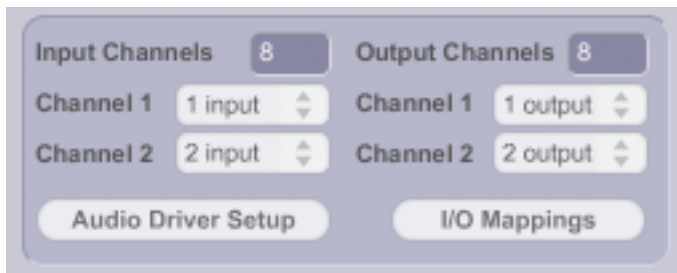 Input Channels 8 Output Channels 8
Channel 1 1 input Channel 1 1 output
Channel 2 2 input Channel 2 2 output
Audio Driver Setup I/O Mappings